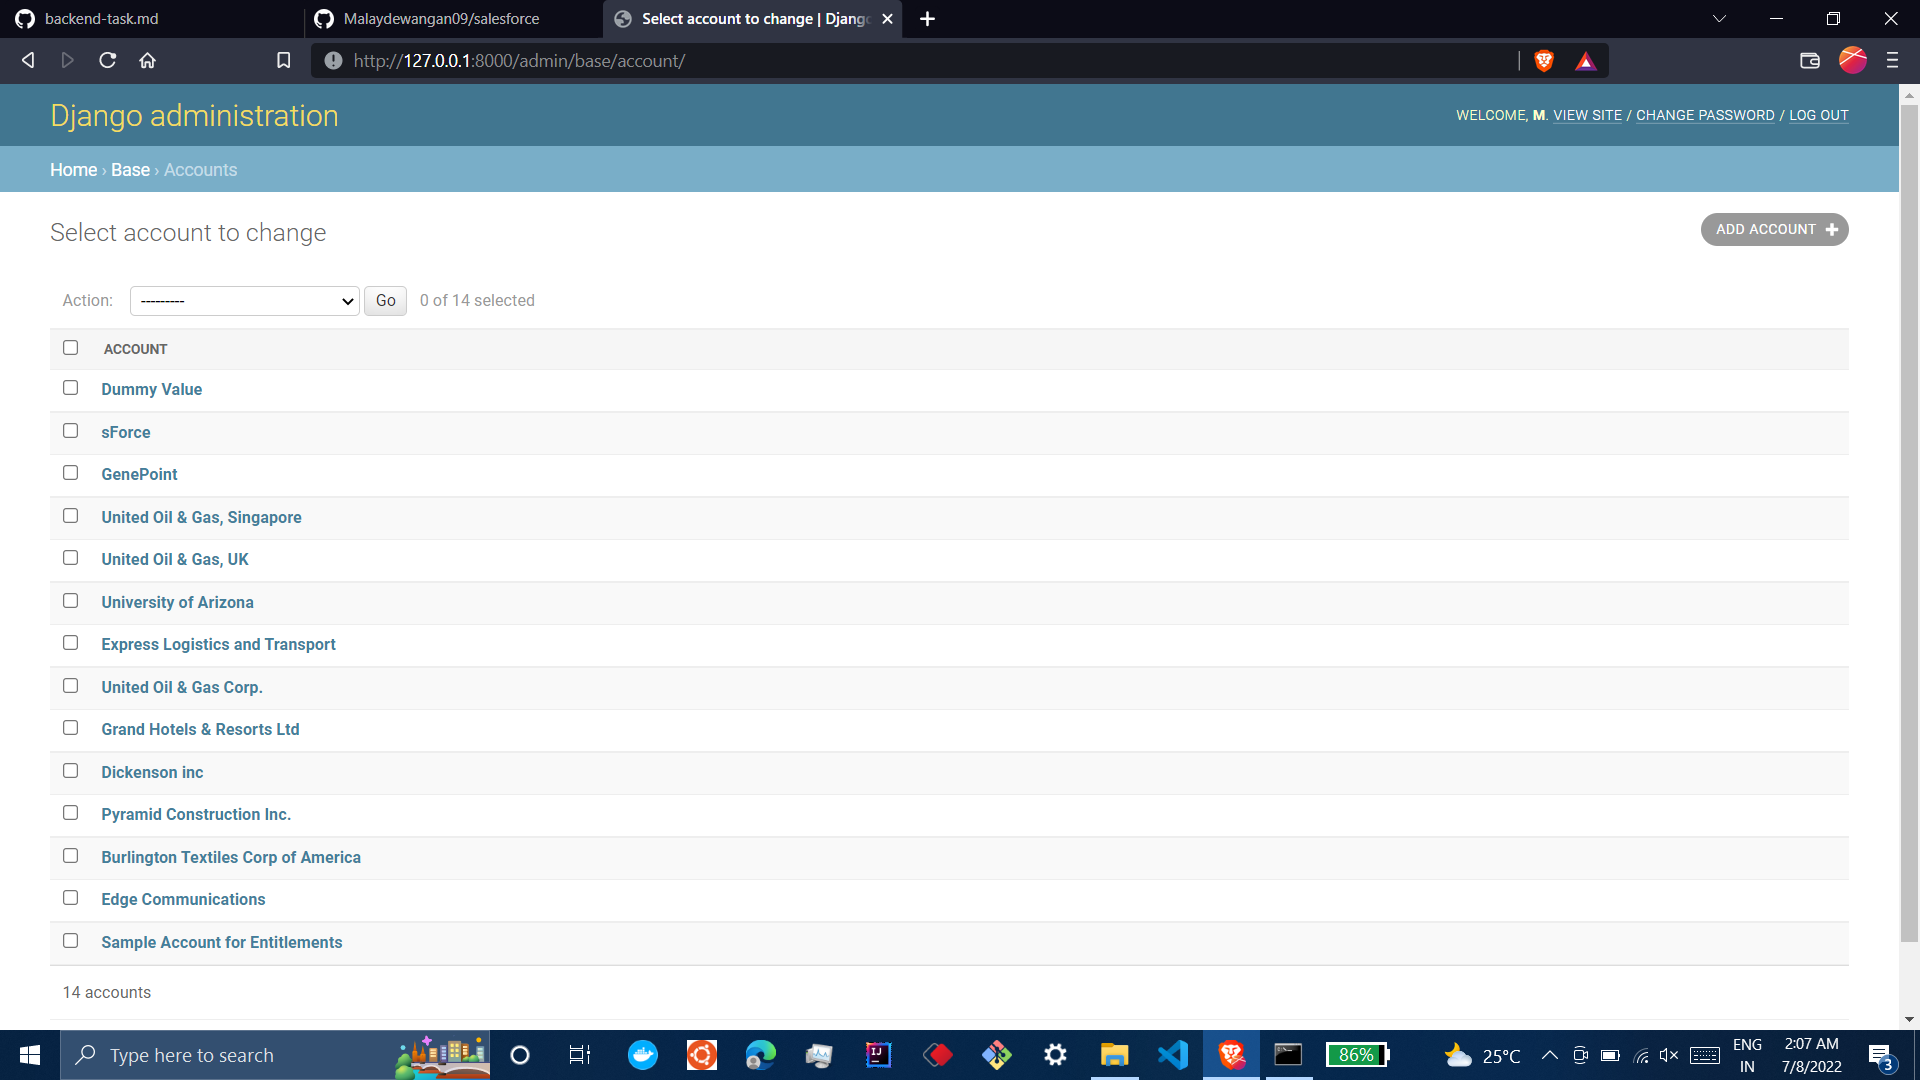 backend-task.md
Malaydewangan09/salesforce
Select account to change | Django
http://127.0.0.1:8000/admin/base/account/
Django administration
WELCOME, M. VIEW SITE / CHANGE PASSWORD / LOG OUT
Home › Base › Accounts
Select account to change
ADD ACCOUNT +
Action:
---------
Go
0 of 14 selected
ACCOUNT
Dummy Value
sForce
GenePoint
United Oil & Gas, Singapore
United Oil & Gas, UK
University of Arizona
Express Logistics and Transport
United Oil & Gas Corp.
Grand Hotels & Resorts Ltd
Dickenson inc
Pyramid Construction Inc.
Burlington Textiles Corp of America
Edge Communications
Sample Account for Entitlements
14 accounts
Type here to search
IJ
86%
25°C
ENG
IN
2:07 AM
7/8/2022
3